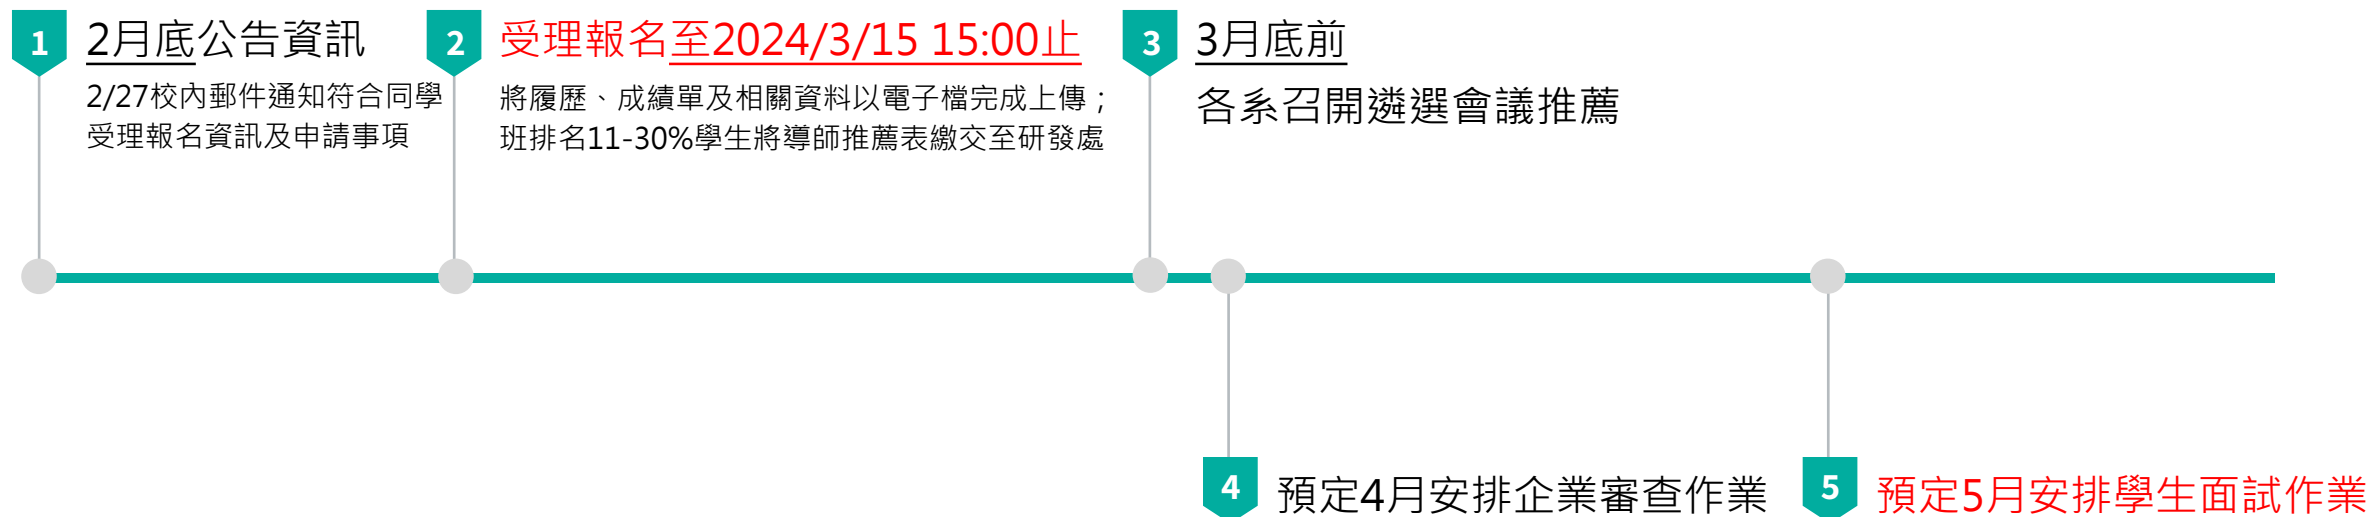 1
2月底公告資訊
2/27校內郵件通知符合同學
受理報名資訊及申請事項
2
受理報名至2024/3/15 15:00止
將履歷、成績單及相關資料以電子檔完成上傳；
班排名11-30%學生將導師推薦表繳交至研發處
3
3月底前
各系召開遴選會議推薦
4
預定4月安排企業審查作業
5
預定5月安排學生面試作業